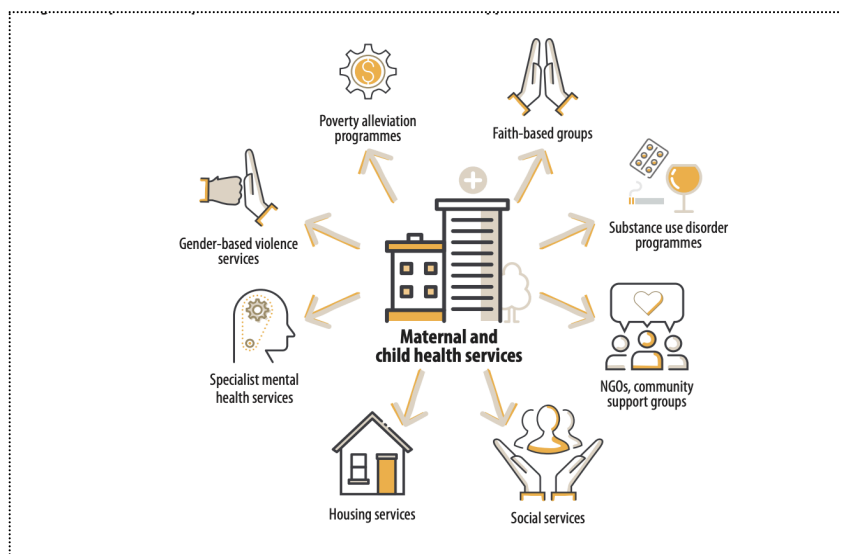 Poverty alleviation
programmes
Faith-based groups
Gender-based violence
services
Substance use disorder
programmes
Maternal and
child health services
Specialist mental
health services
NGOs, community
support groups
Housing services
Social services